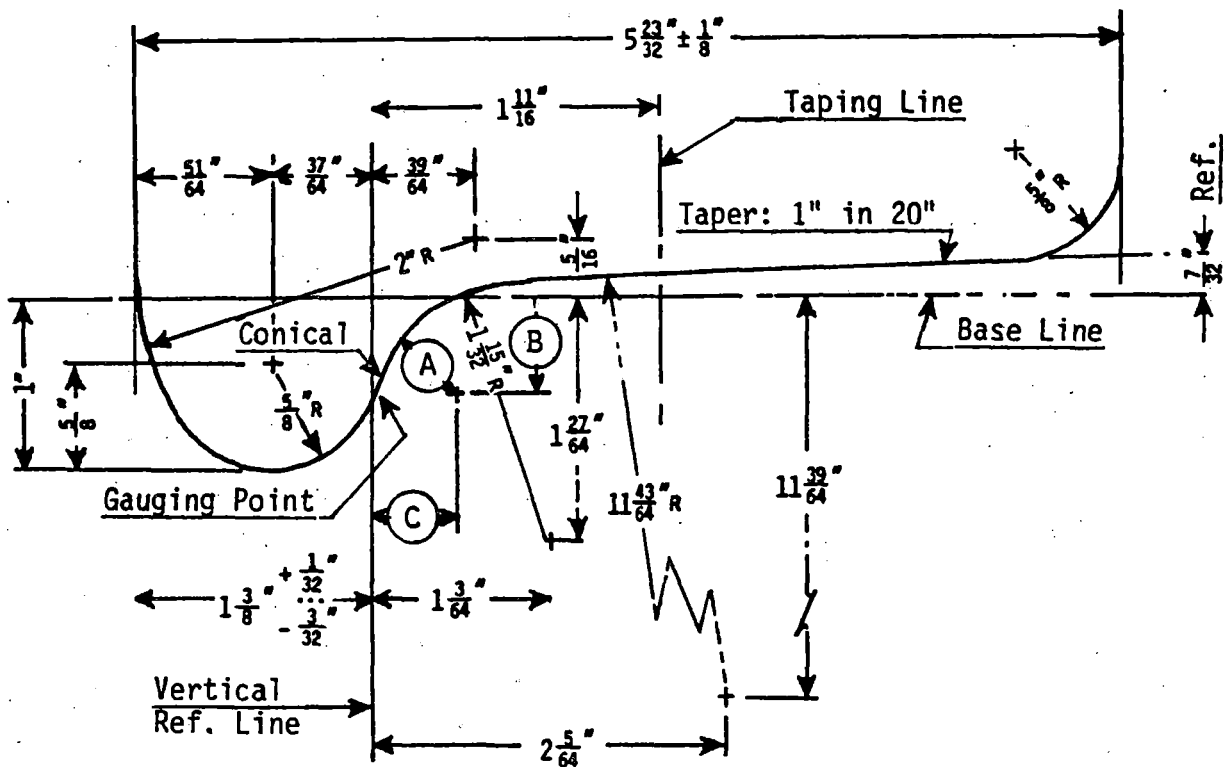 5 23/32" ± 1/8"
1 11/16"
Taping Line
51/64"
37/64"
39/64"
5/8" R
Ref.
Taper: 1" in 20"
2" R
5/16"
7/32"
Conical
A
1 15/32" R
B
Base Line
1"
5/8"
5/8" R
1 27/64"
11 43/64" R
11 39/64"
Gauging Point
C
1 3/8" + 1/32" ... - 3/32"
1 3/64"
Vertical
Ref. Line
2 5/64"